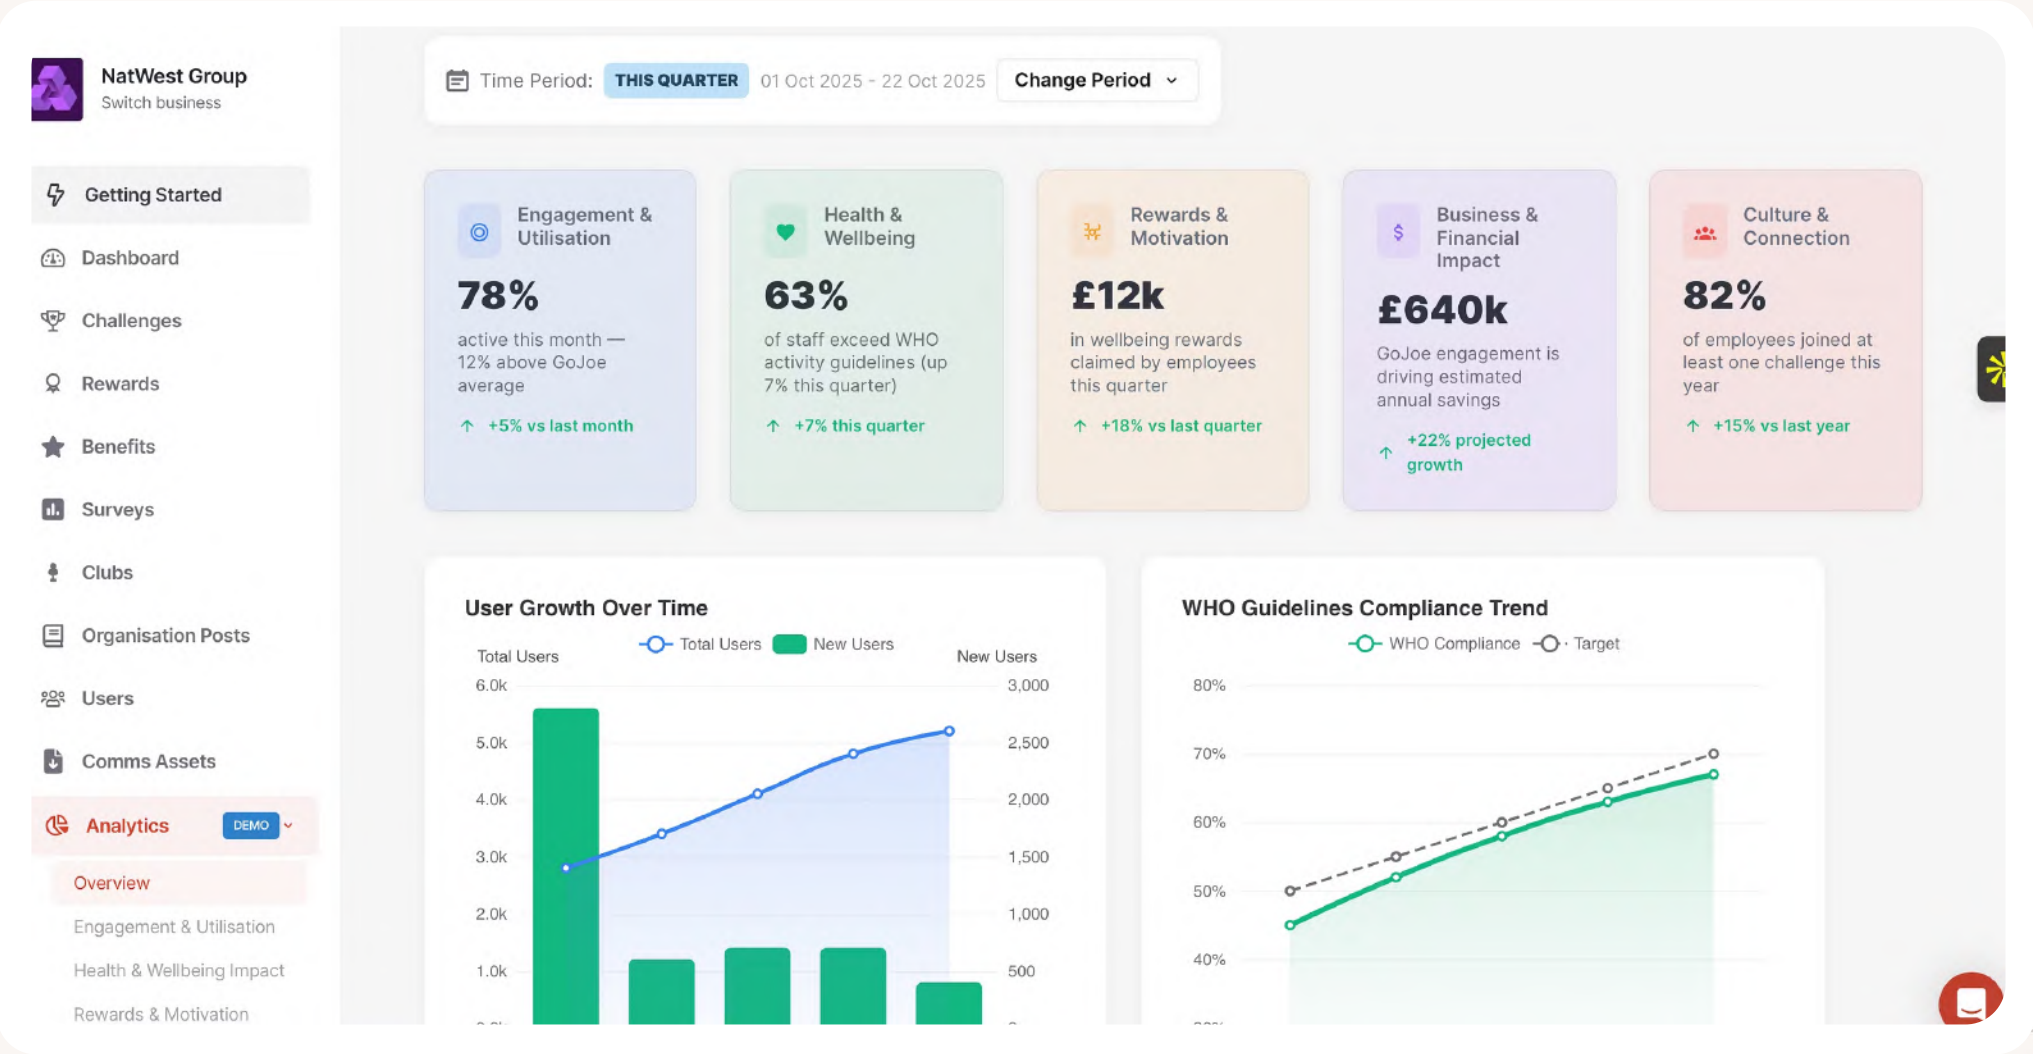 NatWest Group
Switch business
Getting Started
Dashboard
Challenges
Rewards
Benefits
Surveys
Clubs
Organisation Posts
Users
Comms Assets
Analytics DEMO
Overview
Engagement & Utilisation
Health & Wellbeing Impact
Rewards & Motivation
Time Period: THIS QUARTER 01 Oct 2025 - 22 Oct 2025 Change Period
Engagement &
Utilisation
78%
active this month —
12% above GoJoe
average
+5% vs last month
Health &
Wellbeing
63%
of staff exceed WHO
activity guidelines (up
7% this quarter)
+7% this quarter
Rewards &
Motivation
£12k
in wellbeing rewards
claimed by employees
this quarter
+18% vs last quarter
Business &
Financial
Impact
$
£640k
GoJoe engagement is
driving estimated
annual savings
+22% projected
growth
Culture &
Connection
82%
of employees joined at
least one challenge this
year
+15% vs last year
User Growth Over Time
Total Users New Users
Total Users
New Users
6.0k
5.0k
4.0k
3.0k
2.0k
1.0k
3,000
2,500
2,000
1,500
1,000
500
WHO Guidelines Compliance Trend
WHO Compliance Target
80%
70%
60%
50%
40%